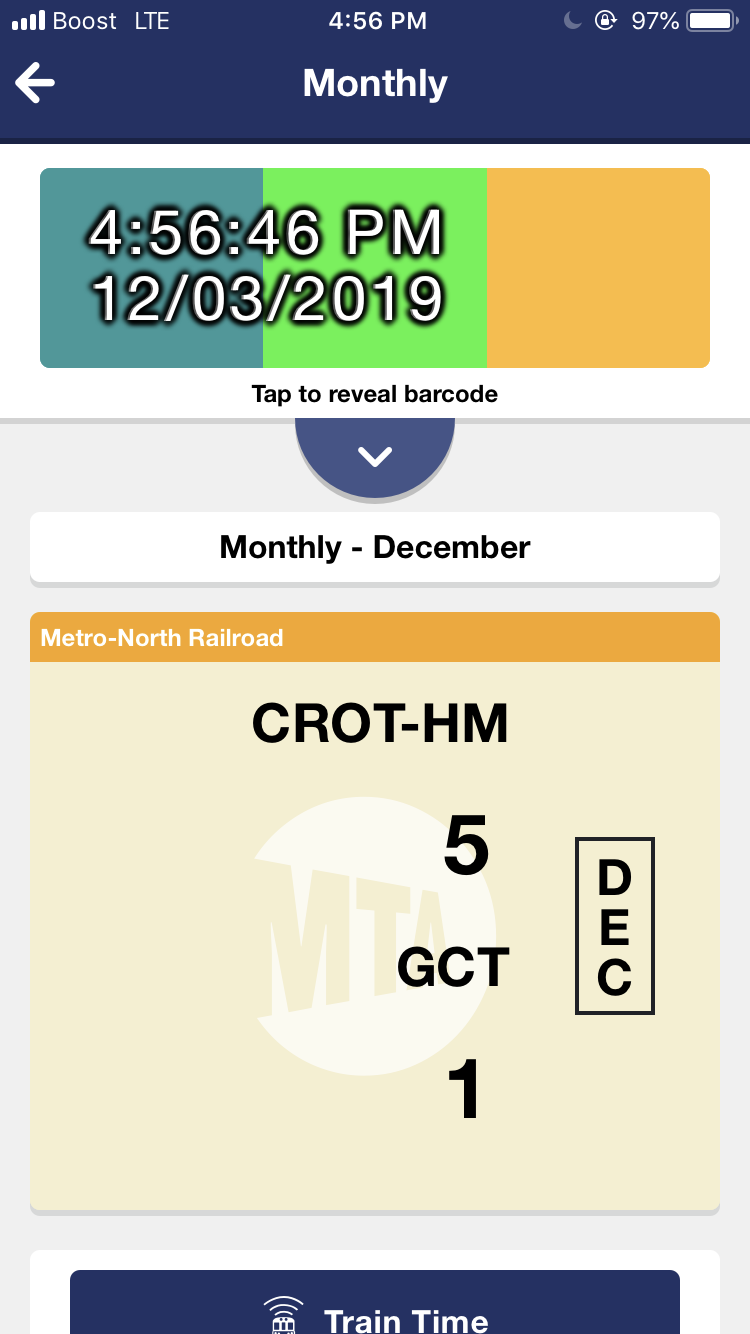 Boost LTE 4:56 PM 97%
Monthly
4:56:46 PM
12/03/2019
Tap to reveal barcode
Monthly - December
Metro-North Railroad
CROT-HM
5
MTA
GCT
1
D
E
C
Train Time